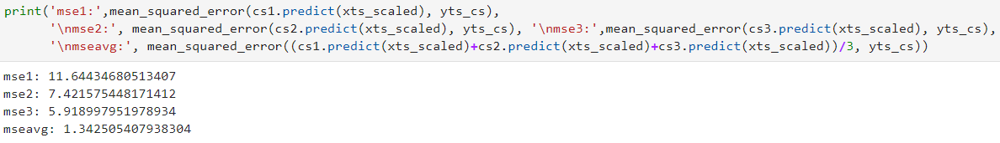 print('mse1:',mean_squared_error(cs1.predict(xts_scaled), yts_cs),
'\nmse2:', mean_squared_error(cs2.predict(xts_scaled), yts_cs), '\nmse3:',mean_squared_error(cs3.predict(xts_scaled), yts_cs),
'\nmseavg:', mean_squared_error((cs1.predict(xts_scaled)+cs2.predict(xts_scaled)+cs3.predict(xts_scaled))/3, yts_cs))
mse1: 11.64434680513407
mse2: 7.421575448171412
mse3: 5.918997951978934
mseavg: 1.342505407938304